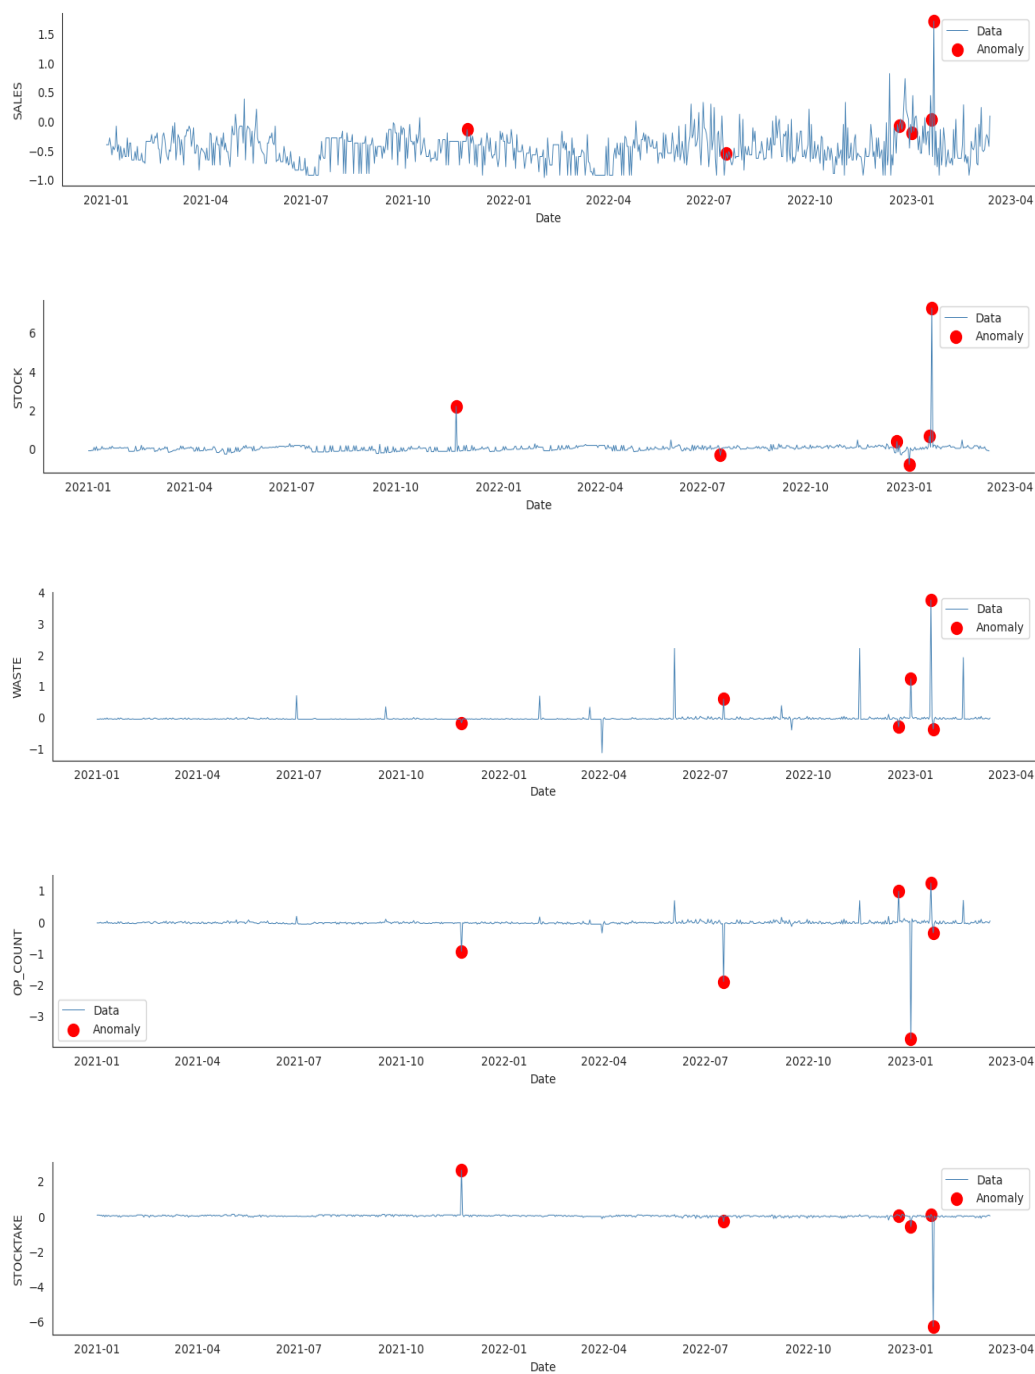 SALES
1.5
1.0
0.5
0.0
−0.5
−1.0
Data
Anomaly
2021-01 2021-04 2021-07 2021-10 2022-01 2022-04 2022-07 2022-10 2023-01 2023-04
Date
STOCK
6
4
2
0
Data
Anomaly
2021-01 2021-04 2021-07 2021-10 2022-01 2022-04 2022-07 2022-10 2023-01 2023-04
Date
WASTE
4
3
2
1
0
−1
Data
Anomaly
2021-01 2021-07 2021-10 2022-01 2022-04 2022-07 2022-10 2023-01 2023-04
Date
OP_COUNT
1
0
−1
−2
−3
Data
Anomaly
2021-01 2021-04 2021-07 2021-10 2022-01 2022-04 2022-07 2022-10 2023-01 2023-04
Date
STOCKTAKE
2
0
−2
−4
−6
Data
Anomaly
2021-01 2021-04 2021-07 2021-10 2022-01 2022-04 2022-07 2022-10 2023-01 2023-04
Date